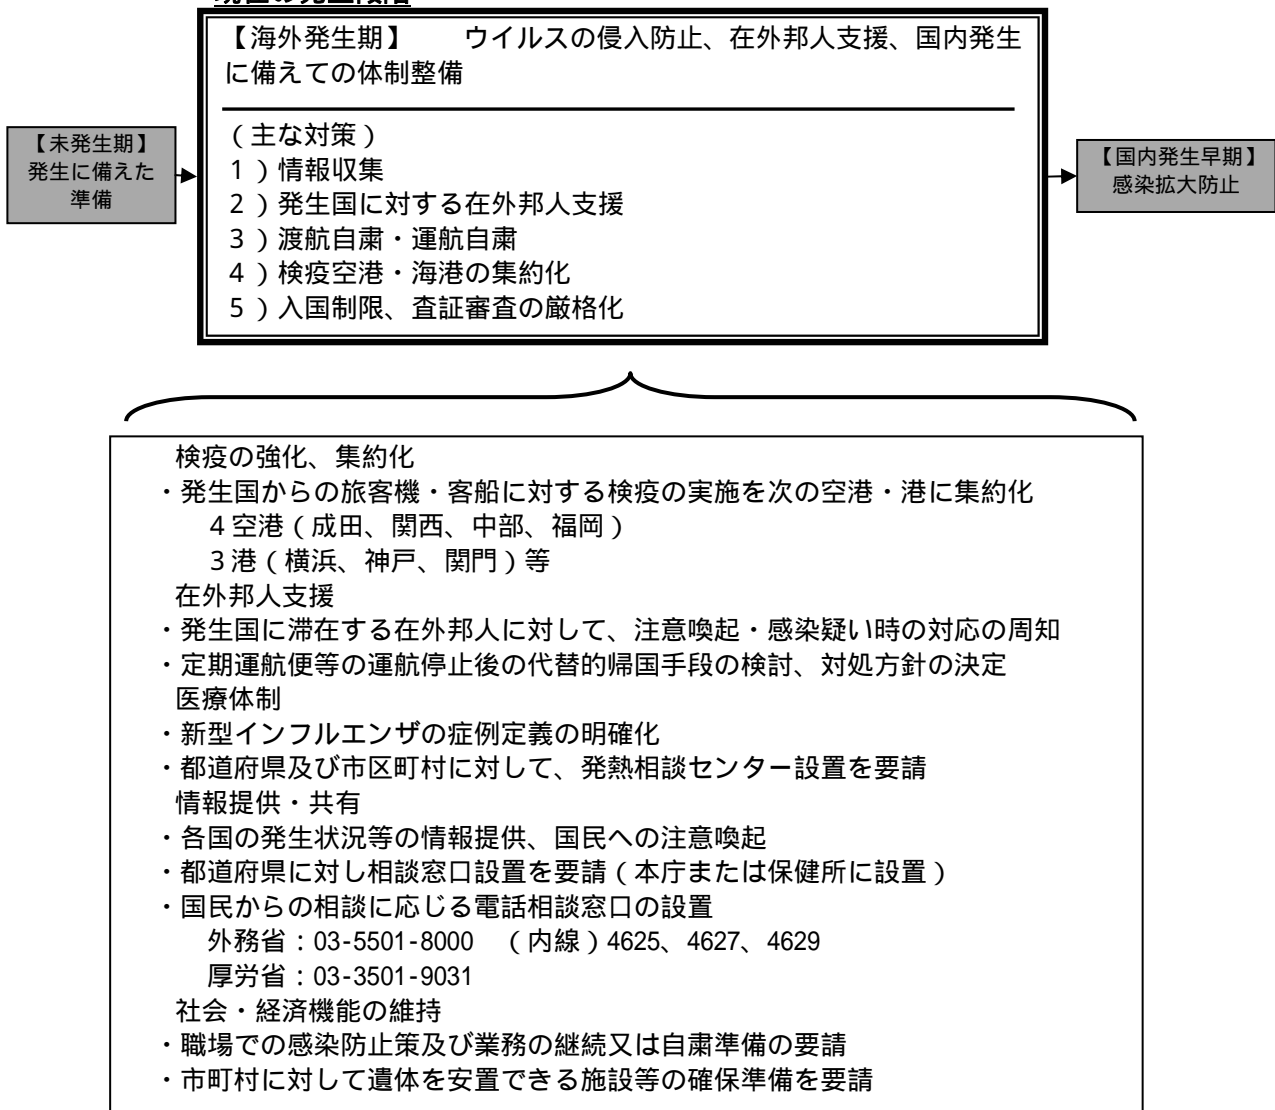 現在の発生段階
【海外発生期】　　ウイルスの侵入防止、在外邦人支援、国内発生
に備えての体制整備
【未発生期】
発生に備えた
準備
（主な対策）
１）情報収集
２）発生国に対する在外邦人支援
３）渡航自粛・運航自粛
４）検疫空港・海港の集約化
５）入国制限、査証審査の厳格化
【国内発生早期】
感染拡大防止
検疫の強化、集約化
・発生国からの旅客機・客船に対する検疫の実施を次の空港・港に集約化
４空港（成田、関西、中部、福岡）
３港（横浜、神戸、関門）等
在外邦人支援
・発生国に滞在する在外邦人に対して、注意喚起・感染疑い時の対応の周知
・定期運航便等の運航停止後の代替的帰国手段の検討、対処方針の決定
医療体制
・新型インフルエンザの症例定義の明確化
・都道府県及び市区町村に対して、発熱相談センター設置を要請
情報提供・共有
・各国の発生状況等の情報提供、国民への注意喚起
・都道府県に対し相談窓口設置を要請（本庁または保健所に設置）
・国民からの相談に応じる電話相談窓口の設置
外務省：03-5501-8000　（内線）4625、4627、4629
厚労省：03-3501-9031
社会・経済機能の維持
・職場での感染防止策及び業務の継続又は自粛準備の要請
・市町村に対して遺体を安置できる施設等の確保準備を要請